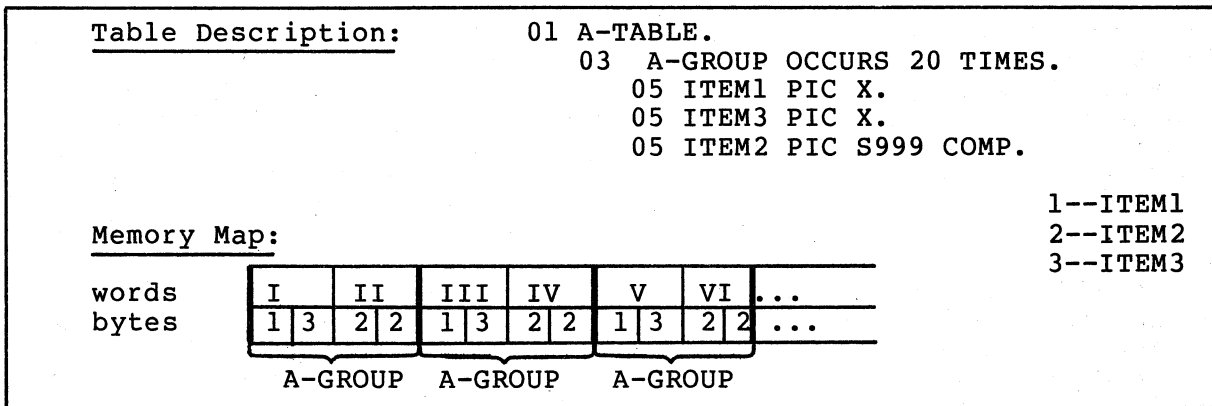 Table Description: 01 A-TABLE.
03 A-GROUP OCCURS 20 TIMES.
05 ITEM1 PIC X.
05 ITEM3 PIC X.
05 ITEM2 PIC S999 COMP.
1--ITEM1
Memory Map: 2--ITEM2
3--ITEM3
words I II III IV V VI ...
bytes 1 3 2 2 1 3 2 2 1 3 2 2 ...
A-GROUP A-GROUP A-GROUP